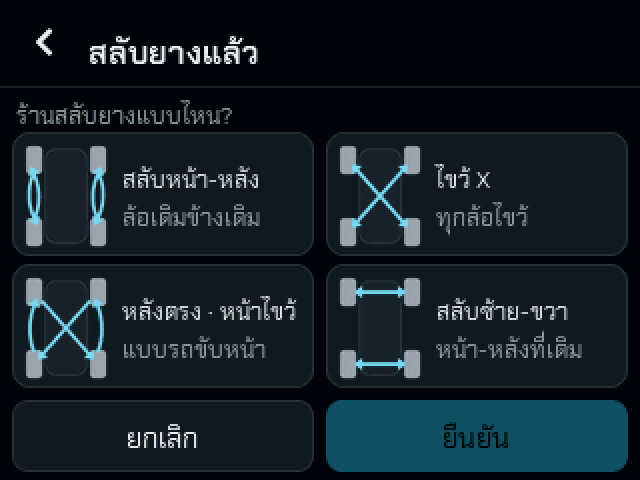 สลับยางแล้ว
ร้านสลับยางแบบไหน?
สลับหน้า-หลัง
ล้อเดิมข้างเดิม
ไขว้ X
ทุกล้อไขว้
หลังตรง · หน้าไขว้
แบบรถขับหน้า
สลับซ้าย-ขวา
หน้า-หลังที่เดิม
ยกเลิก
ยืนยัน